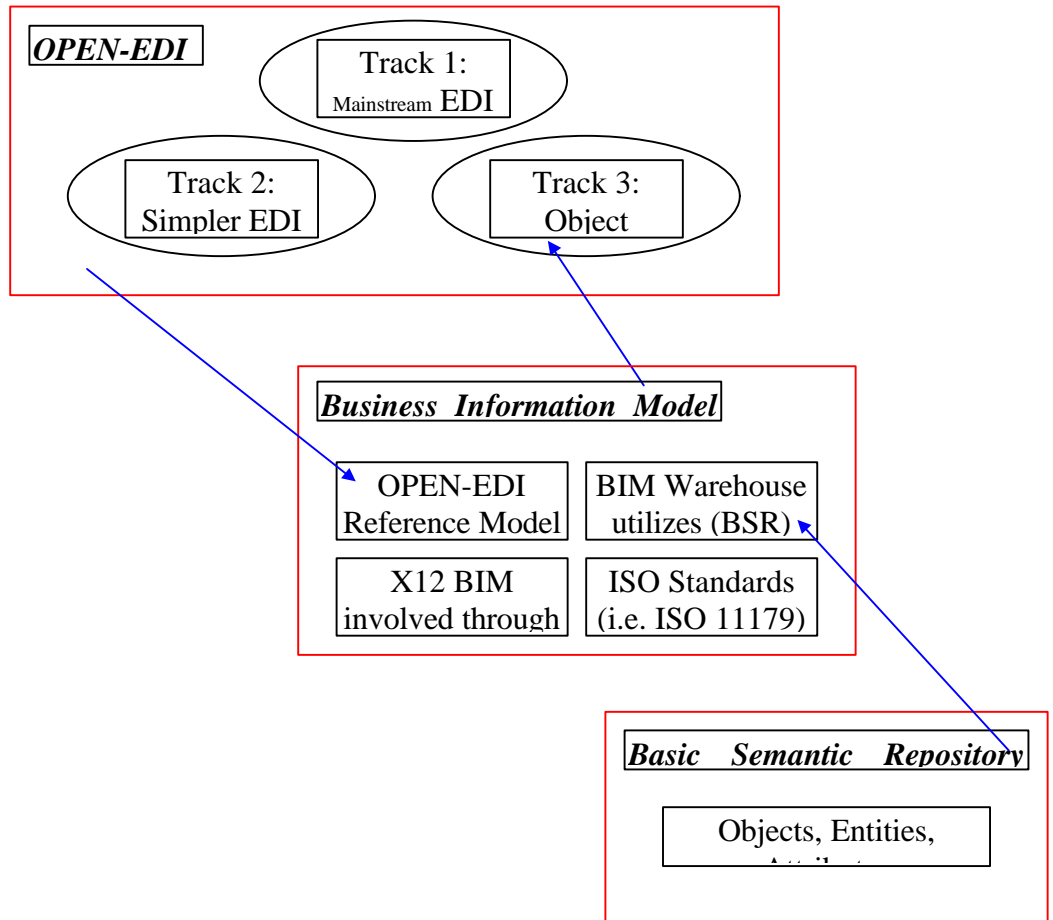 OPEN-EDI
Track 1:
Mainstream EDI
Track 2:
Simpler EDI
Track 3:
Object
Business Information Model
OPEN-EDI
Reference Model
BIM Warehouse
utilizes (BSR)
X12 BIM
involved through
ISO Standards
(i.e. ISO 11179)
Basic Semantic Repository
Objects, Entities,